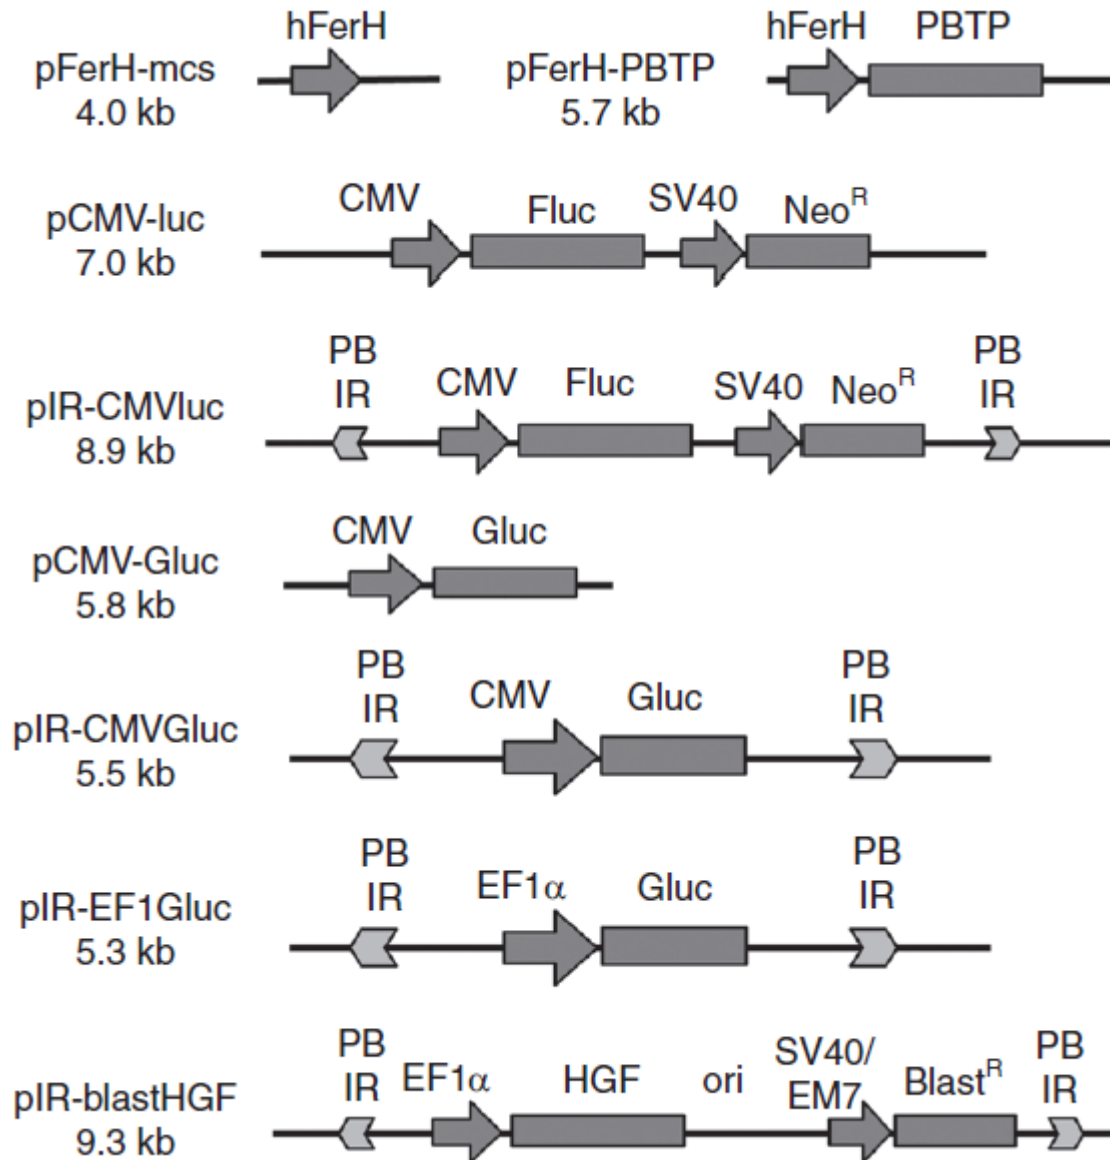 hFerH
hFerH PBTP
pFerH-mcs
4.0 kb
pFerH-PBTP
5.7 kb
CMV Fluc SV40 Neo^R
pCMV-luc
7.0 kb
PB
IR
CMV Fluc SV40 Neo^R
PB
IR
pIR-CMVluc
8.9 kb
CMV Gluc
pCMV-Gluc
5.8 kb
PB
IR
CMV Gluc
PB
IR
pIR-CMVGluc
5.5 kb
PB
IR
EF1α Gluc
PB
IR
pIR-EF1Gluc
5.3 kb
PB
IR
EF1α HGF ori
SV40/
EM7
Blast^R
PB
IR
pIR-blastHGF
9.3 kb